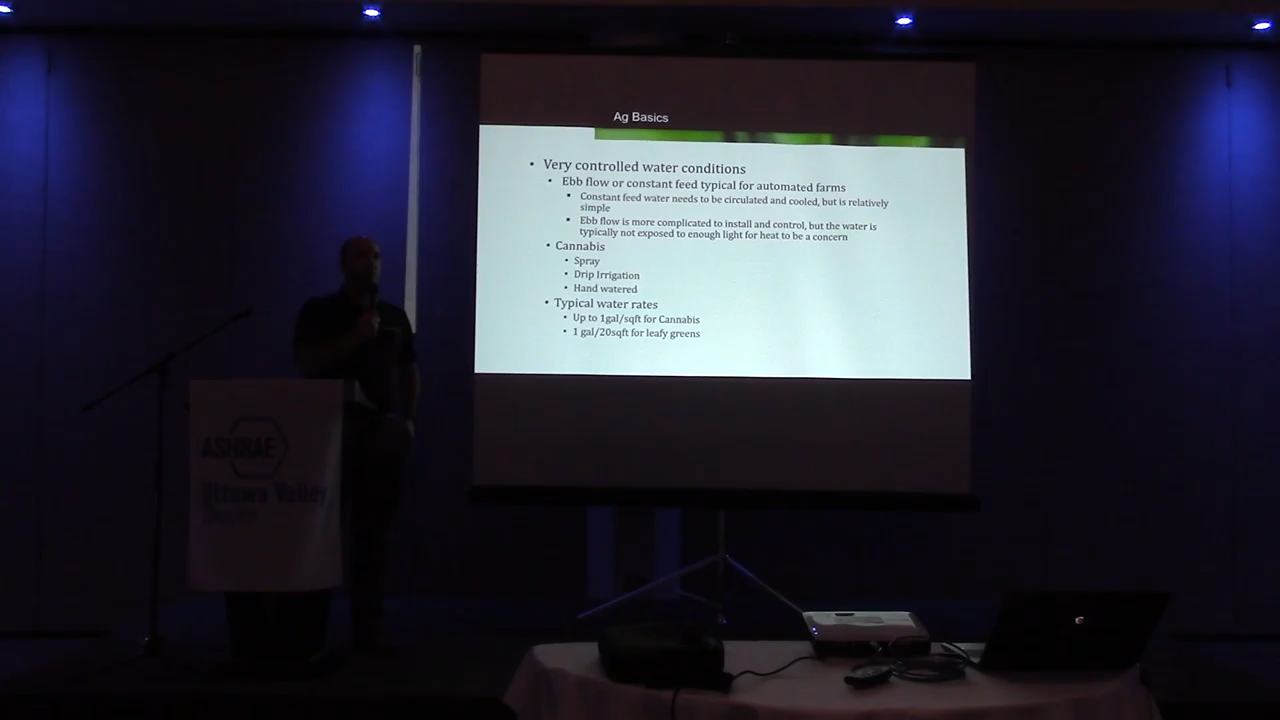 Ag Basics
• Very controlled water conditions
• Ebb flow or constant feed typical for automated farms
▪ Constant feed water needs to be circulated and cooled, but is relatively
simple
▪ Ebb flow is more complicated to install and control, but the water is
typically not exposed to enough light for heat to be a concern
• Cannabis
• Spray
• Drip Irrigation
• Hand watered
• Typical water rates
• Up to 1gal/sqft for Cannabis
• 1 gal/20sqft for leafy greens
ASHRAE
Ottawa Valley